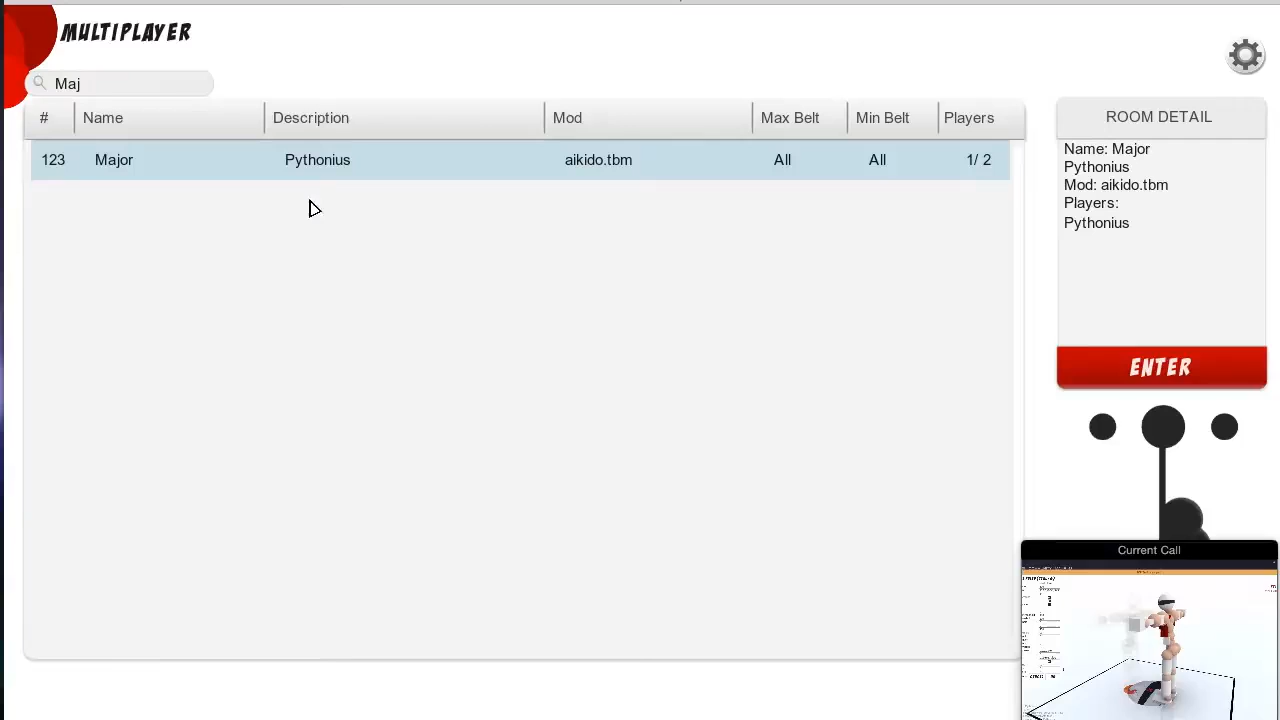 MULTIPLAYER
Maj
# Name Description Mod Max Belt Min Belt Players
123 Major Pythonius aikido.tbm All All 1/ 2
ROOM DETAIL
Name: Major
Pythonius
Mod: aikido.tbm
Players:
Pythonius
ENTER
Current Call